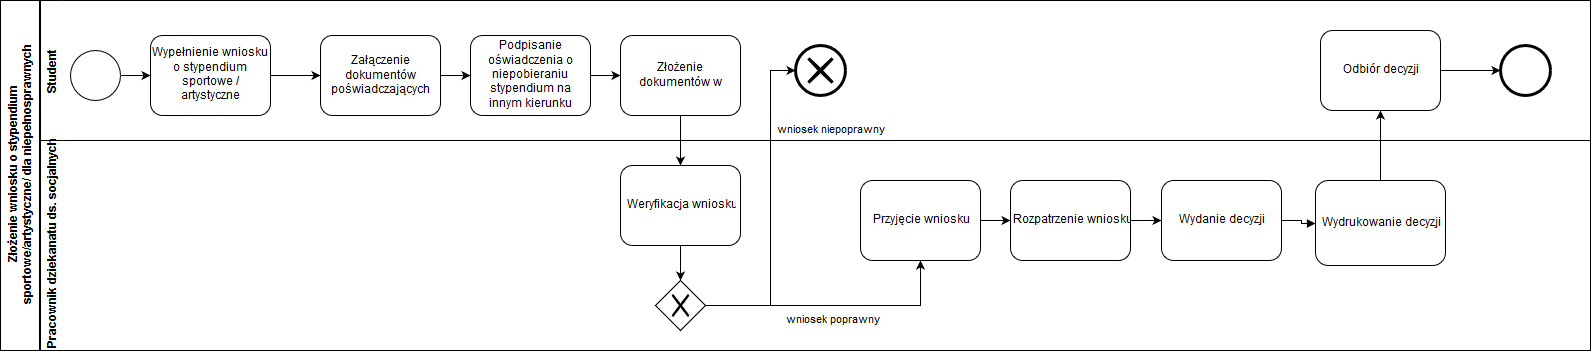 Złożenie wniosku o stypendium
sportowe/artystyczne/ dla niepełnosprawnych
Student
Wypełnienie wniosku
o stypendium
sportowe /
artystyczne
Załączenie
dokumentów
poświadczających
Podpisanie
oświadczenia o
niepobieraniu
stypendium na
innym kierunku
Złożenie
dokumentów w
Odbiór decyzji
wniosek niepoprawny
Pracownik dziekanatu ds. socjalnych
Weryfikacja wniosku
Przyjęcie wniosku
Rozpatrzenie wniosku
Wydanie decyzji
Wydrukowanie decyzji
wniosek poprawny